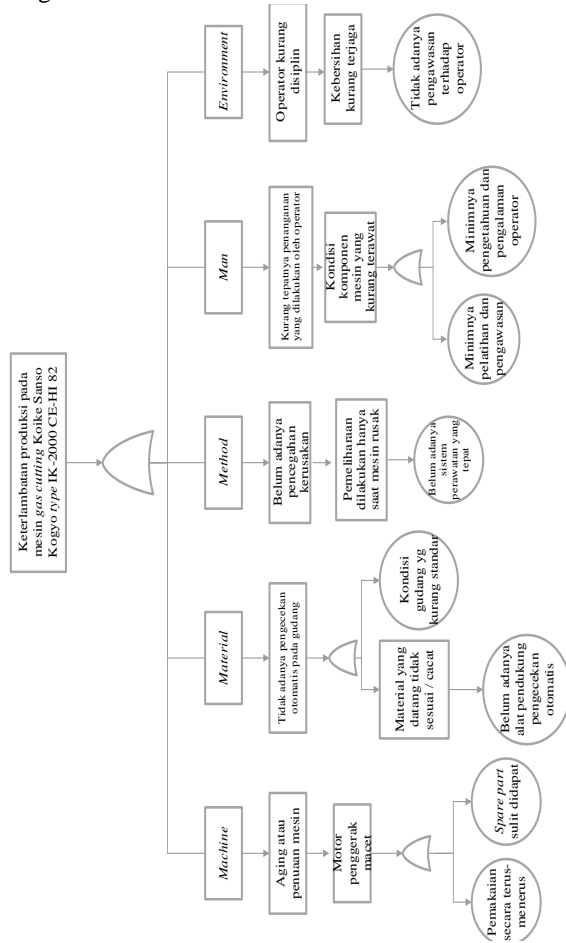 Keterlambatan produksi pada
mesin gas cutting Koike Sanso
Kogyo type IK-2000 CE-HI 82
Machine
Aging atau
penuaan mesin
Motor
penggerak
macet
Pemakaian
secara terus-
menerus
Spare part
sulit didapat
Material
Tidak adanya pengecekan
otomatis pada gudang
Material yang
datang tidak
sesuai / cacat
Belum adanya
alat pendukung
pengecekan
otomatis
Kondisi
gudang yg
kurang standar
Method
Belum adanya
pencegahan
kerusakan
Pemeliharaan
dilakukan hanya
saat mesin rusak
Belum adanya
sistem
perawatan yang
tepat
Man
Kurang tepatnya penanganan
yang dilakukan oleh operator
Kondisi
komponen
mesin yang
kurang terawat
Minimnya
pelatihan dan
pengawasan
Minimnya
pengetahuan dan
pengalaman
operator
Environment
Operator kurang
disiplin
Kebersihan
kurang terjaga
Tidak adanya
pengawasan
terhadap
operator